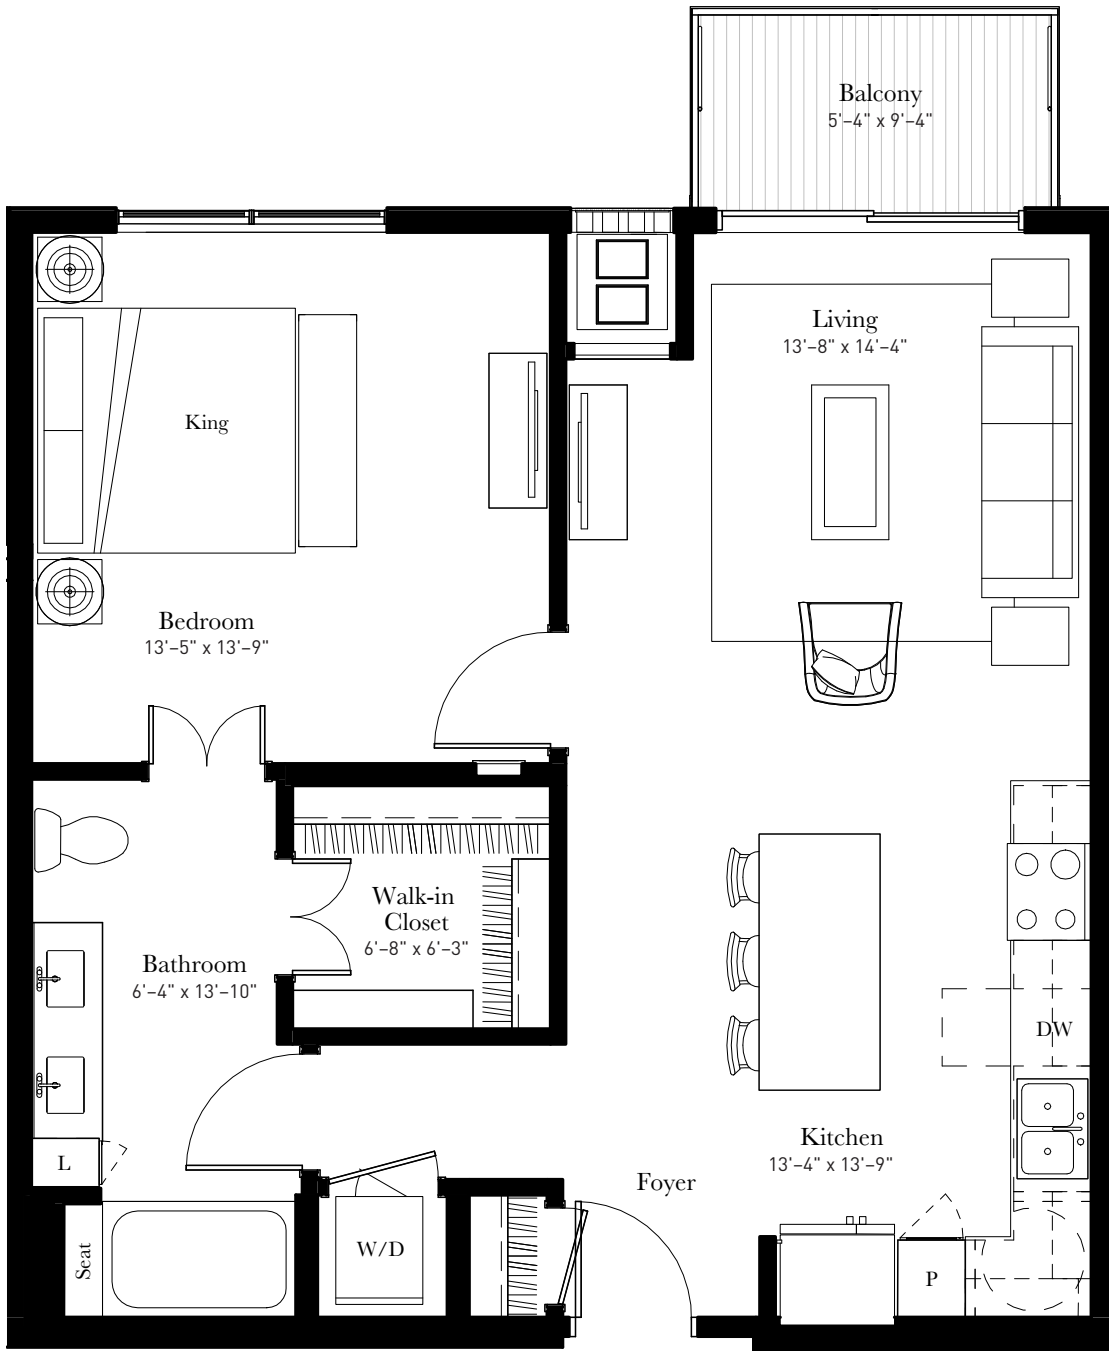 Balcony
5'-4" x 9'-4"
Living
13'-8" x 14'-4"
King
Bedroom
13'-5" x 13'-9"
Walk-in
Closet
6'-8" x 6'-3"
Bathroom
6'-4" x 13'-10"
DW
Kitchen
13'-4" x 13'-9"
L
Foyer
Seat
W/D
P